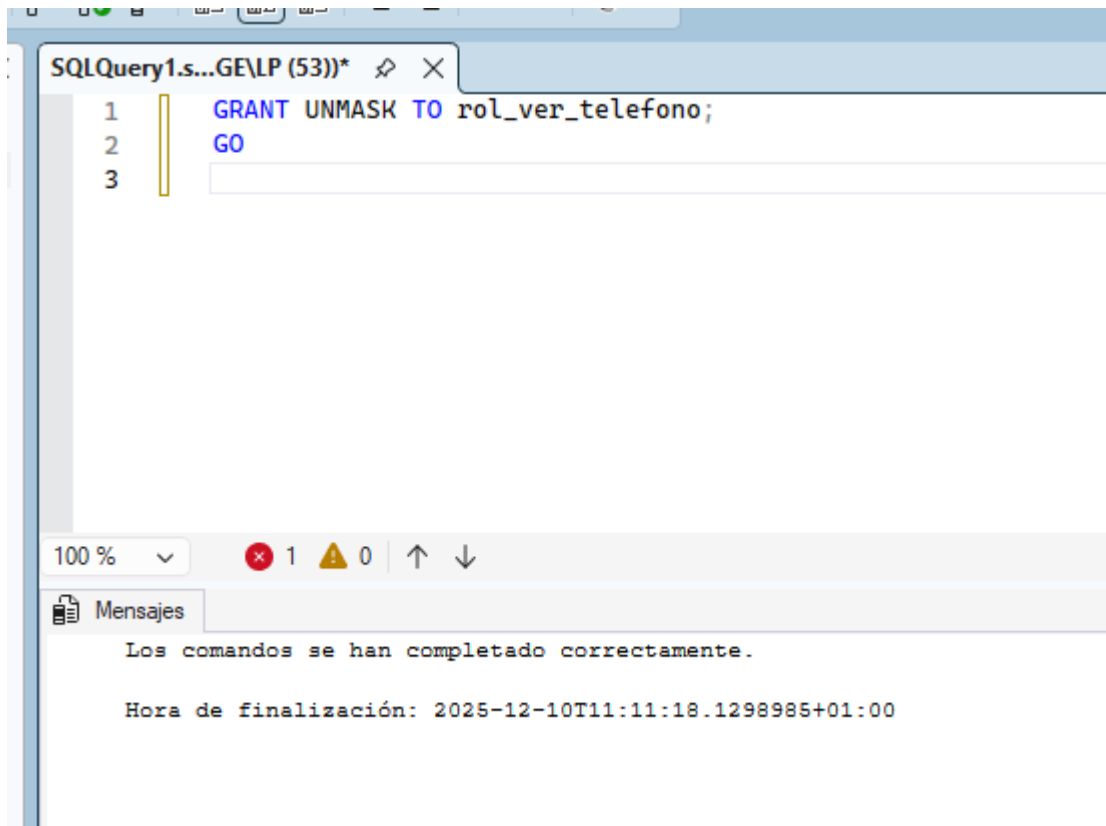 SQLQuery1.s...GE\LP (53))*
1 GRANT UNMASK TO rol_ver_telefono;
2 GO
3
100 % 1 0
Mensajes
Los comandos se han completado correctamente.
Hora de finalización: 2025-12-10T11:11:18.1298985+01:00